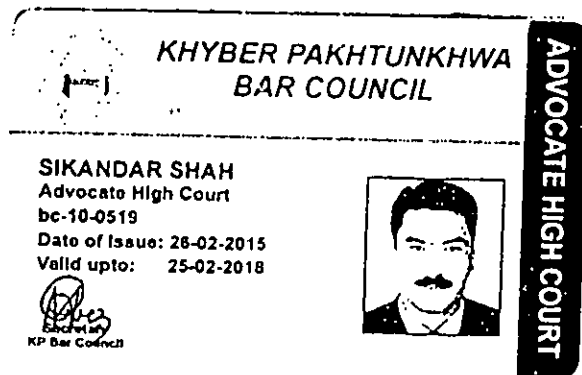 KHYBER PAKHTUNKHWA
BAR COUNCIL
SIKANDAR SHAH
Advocate High Court
bc-10-0519
Date of Issue: 26-02-2015
Valid upto: 25-02-2018
Secretary
KP Bar Council
ADVOCATE HIGH COURT